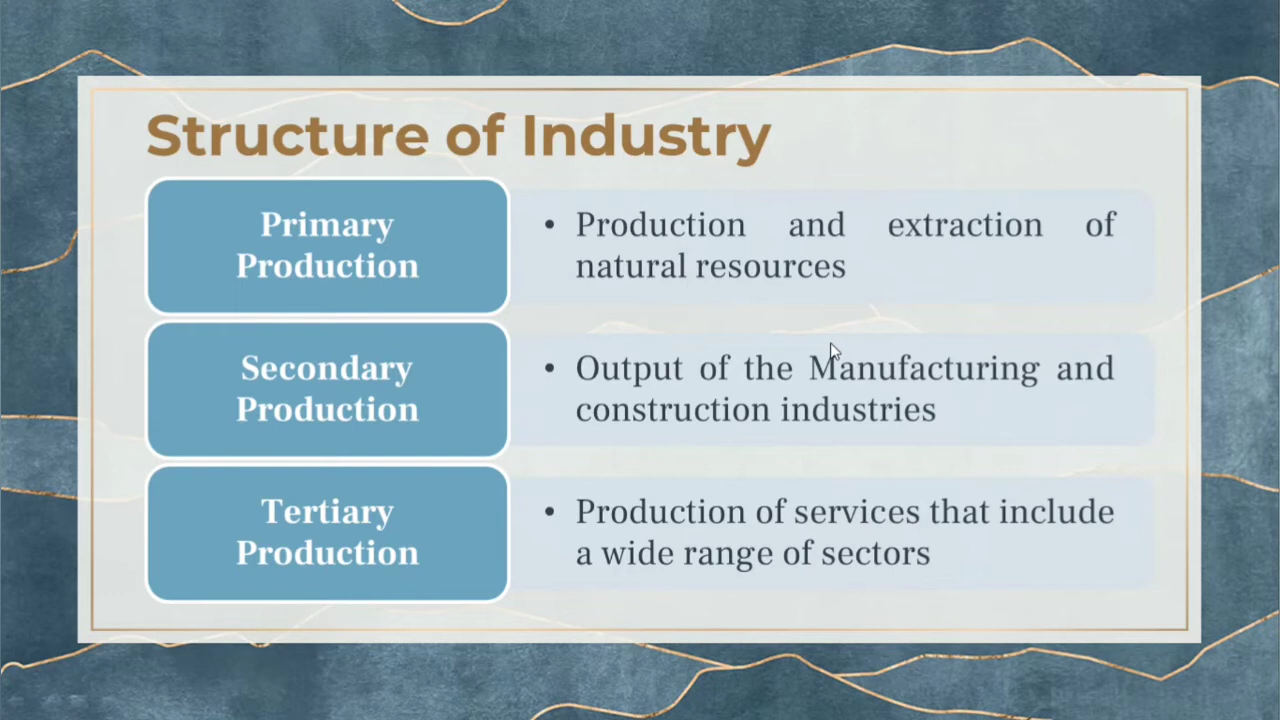 Structure of Industry
Primary
Production
• Production and extraction of
natural resources
Secondary
Production
• Output of the Manufacturing and
construction industries
Tertiary
Production
• Production of services that include
a wide range of sectors